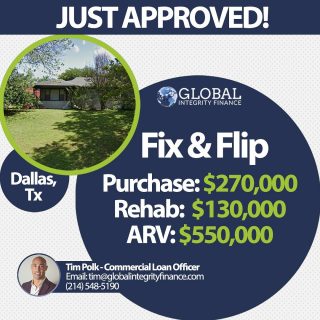 JUST APPROVED!
GLOBAL
INTEGRITY FINANCE
Fix & Flip
Dallas,
Tx
Purchase: $270,000
Rehab: $130,000
ARV: $550,000
Tim Polk - Commercial Loan Officer
Email: tim@globalintegrityfinance.com
(214) 548-5190